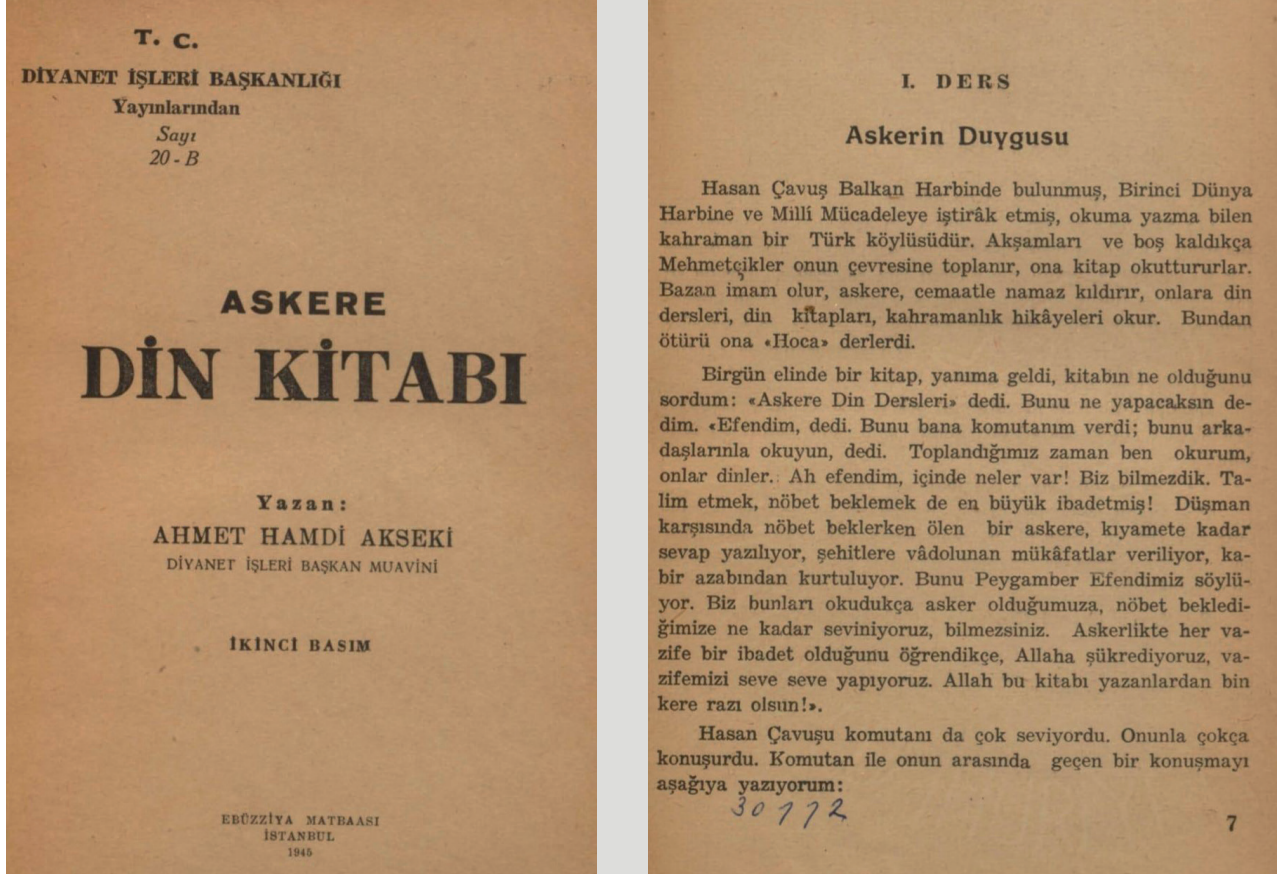 T. C.
DİYANET İŞLERİ BAŞKANLIĞI
Yayınlarından
Sayı
20 - B
ASKERE
DİN KİTABI
Yazan:
AHMET HAMDİ AKSEKİ
DİYANET İŞLERİ BAŞKAN MUAVİNİ
İKİNCİ BASIM
EBÜZZİYA MATBAASI
İSTANBUL
1945
I. DERS
Askerin Duygusu
Hasan Çavuş Balkan Harbinde bulunmuş, Birinci Dünya
Harbine ve Millî Mücadeleye iştirâk etmiş, okuma yazma bilen
kahraman bir Türk köylüsüdür. Akşamları ve boş kaldıkça
Mehmetçikler onun çevresine toplanır, ona kitap okuttururlar.
Bazan imam olur, askere, cemaatle namaz kıldırır, onlara din
dersleri, din kitapları, kahramanlık hikâyeleri okur. Bundan
ötürü ona «Hoca» derlerdi.
Birgün elinde bir kitap, yanıma geldi, kitabın ne olduğunu
sordum: «Askere Din Dersleri» dedi. Bunu ne yapacaksın de-
dim. «Efendim, dedi. Bunu bana komutanım verdi; bunu arka-
daşlarınla okuyun, dedi. Toplandığımız zaman ben okurum,
onlar dinler. Ah efendim, içinde neler var! Biz bilmezdik. Ta-
lim etmek, nöbet beklemek de en büyük ibadetmiş! Düşman
karşısında nöbet beklerken ölen bir askere, kıyamete kadar
sevap yazılıyor, şehitlere vâdolunan mükâfatlar veriliyor, ka-
bir azabından kurtuluyor. Bunu Peygamber Efendimiz söylü-
yor. Biz bunları okudukça asker olduğumuza, nöbet bekledi-
ğimize ne kadar seviniyoruz, bilmezsiniz. Askerlikte her va-
zife bir ibadet olduğunu öğrendikçe, Allaha şükrediyoruz, va-
zifemizi seve seve yapıyoruz. Allah bu kitabı yazanlardan bin
kere razı olsun!».
Hasan Çavuşu komutanı da çok seviyordu. Onunla çokça
konuşurdu. Komutan ile onun arasında geçen bir konuşmayı
aşağıya yazıyorum:
30772
7